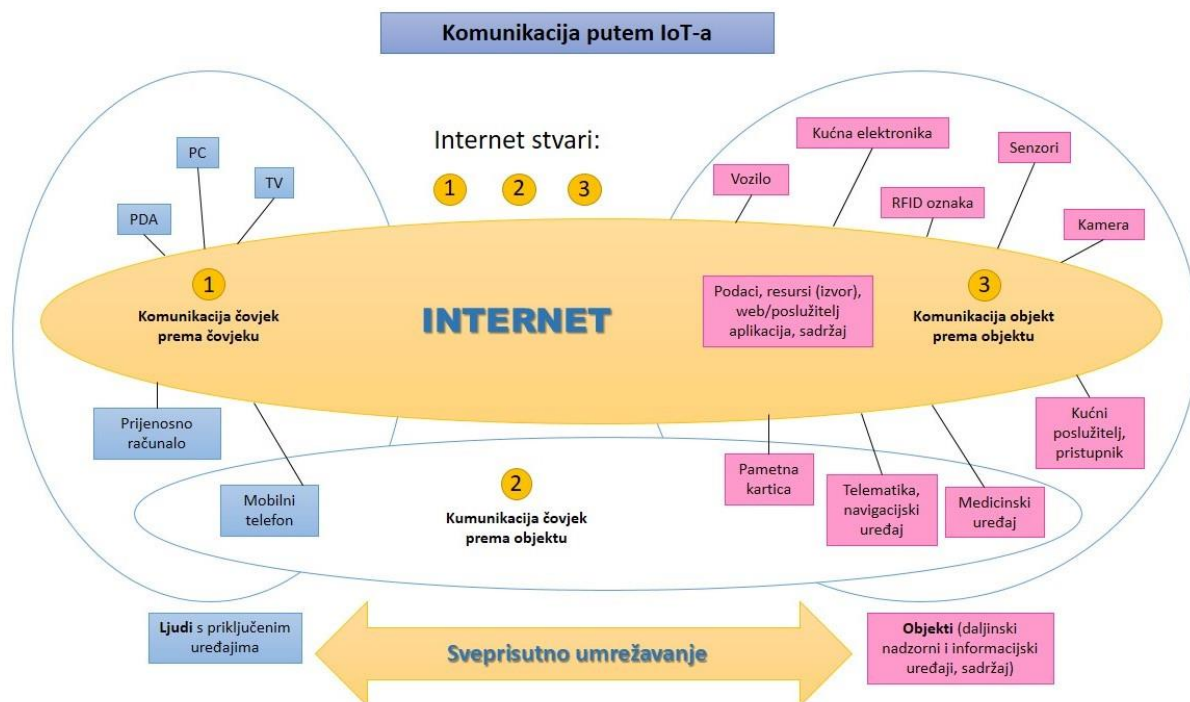 Komunikacija putem IoT-a
Internet stvari:
1 2 3
PC
TV
PDA
Kućna elektronika
Senzori
Vozilo
RFID oznaka
Kamera
1
Komunikacija čovjek
prema čovjeku
INTERNET
Podaci, resursi (izvor),
web/poslužitelj
aplikacija, sadržaj
3
Komunikacija objekt
prema objektu
Prijenosno
računalo
Mobilni
telefon
2
Kumunikacija čovjek
prema objektu
Pametna
kartica
Telematika,
navigacijski
uređaj
Medicinski
uređaj
Kućni
poslužitelj,
pristupnik
Ljudi s priključenim
uređajima
Sveprisutno umrežavanje
Objekti (daljinski
nadzorni i informacijski
uređaji, sadržaj)